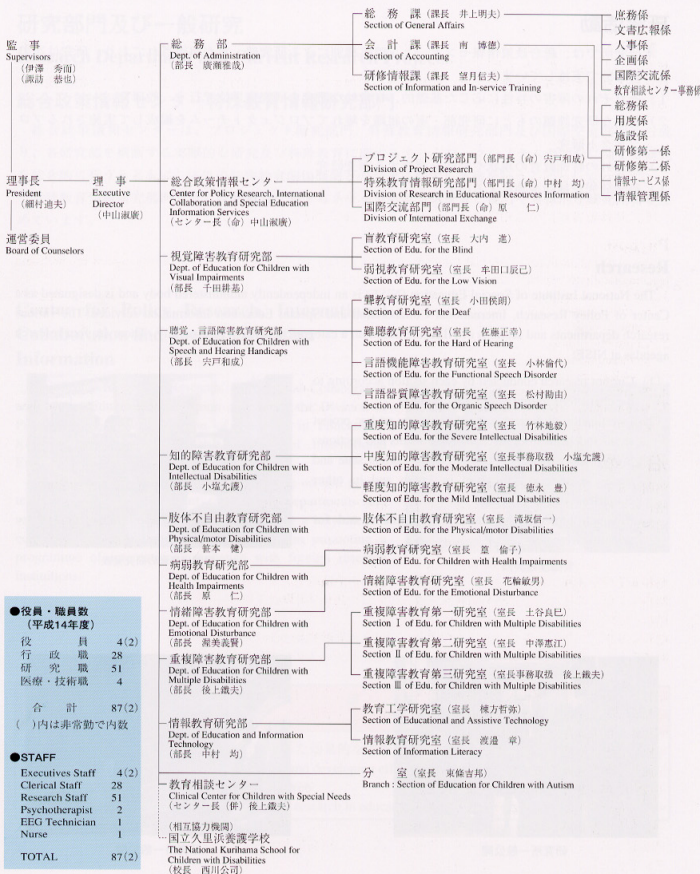 監事
Supervisors
（伊澤 秀而）
（諏訪 恭也）
理事長
President
（細村迪夫）
運営委員
Board of Counselors
理事
Executive
Director
（中山淑廣）
総務部
Dept. of Administration
（部長 廣瀬雅哉）
総務課（課長 井上明夫）
Section of General Affairs
会計課（課長 南 博徳）
Section of Accounting
研修情報課（課長 望月信夫）
Section of Information and In-service Training
庶務係
文書広報係
人事係
企画係
国際交流係
教育相談センター事務係
総務係
用度係
施設係
研修第一係
研修第二係
情報サービス係
情報管理係
総合政策情報センター
Center for Policy Research, International
Collaboration and Special Education
Information Services
（センター長（命）中山淑廣）
プロジェクト研究部門（部門長（命）宍戸和成）
Division of Project Research
特殊教育情報研究部門（部門長（命）中村 均）
Division of Research in Educational Resources Information
国際交流部門（部門長（命）原 仁）
Division of International Exchange
視覚障害教育研究部
Dept. of Education for Children with
Visual Impairments
（部長 千田耕基）
盲教育研究室（室長 大内 進）
Section of Edu. for the Blind
弱視教育研究室（室長 牟田口辰己）
Section of Edu. for the Low Vision
聴覚・言語障害教育研究部
Dept. of Education for Children with
Speech and Hearing Handicaps
（部長 宍戸和成）
聾教育研究室（室長 小田侯朗）
Section of Edu. for the Deaf
難聴教育研究室（室長 佐藤正幸）
Section of Edu. for the Hard of Hearing
言語機能障害教育研究室（室長 小林倫代）
Section of Edu. for the Functional Speech Disorder
言語器質障害教育研究室（室長 松村勘由）
Section of Edu. for the Organic Speech Disorder
知的障害教育研究部
Dept. of Education for Children with
Intellectual Disabilities
（部長 小塩允護）
重度知的障害教育研究室（室長 竹林地毅）
Section of Edu. for the Severe Intellectual Disabilities
中度知的障害教育研究室（室長事務取扱 小塩允護）
Section of Edu. for the Moderate Intellectual Disabilities
軽度知的障害教育研究室（室長 徳永 豊）
Section of Edu. for the Mild Intellectual Disabilities
肢体不自由教育研究部
Dept. of Education for Children with
Physical/motor Disabilities
（部長 笹本 健）
肢体不自由教育研究室（室長 滝坂信一）
Section of Edu. for the Physical/motor Disabilities
病弱教育研究部
Dept. of Education for Children with
Health Impairments
（部長 原 仁）
病弱教育研究室（室長 篁 倫子）
Section of Edu. for Children with Health Impairments
情緒障害教育研究部
Dept. of Education for Children with
Emotional Disturbance
（部長 渥美義賢）
情緒障害教育研究室（室長 花輪敏男）
Section of Edu. for the Emotional Disturbance
重複障害教育研究部
Dept. of Education for Children with
Multiple Disabilities
（部長 後上鐵夫）
重複障害教育第一研究室（室長 土谷良巳）
Section Ⅰ of Edu. for Children with Multiple Disabilities
重複障害教育第二研究室（室長 中澤惠江）
Section Ⅱ of Edu. for Children with Multiple Disabilities
重複障害教育第三研究室（室長事務取扱 後上鐵夫）
Section Ⅲ of Edu. for Children with Multiple Disabilities
情報教育研究部
Dept. of Education and Information
Technology
（部長 中村 均）
教育工学研究室（室長 棟方哲弥）
Section of Educational and Assistive Technology
情報教育研究室（室長 渡邉 章）
Section of Information Literacy
教育相談センター
Clinical Center for Children with Special Needs
（センター長（併）後上鐵夫）
分室（室長 東條吉邦）
Branch : Section of Education for Children with Autism
（相互協力機関）
国立久里浜養護学校
The National Kurihama School for
Children with Disabilities
（校長 西川公司）
●役員・職員数
（平成14年度）
役員 4(2)
行政職 28
研究職 51
医療・技術職 4
合計 87(2)
（ ）内は非常勤で内数
●STAFF
Executives Staff 4(2)
Clerical Staff 28
Research Staff 51
Psychotherapist 2
EEG Technician 1
Nurse 1
TOTAL 87(2)